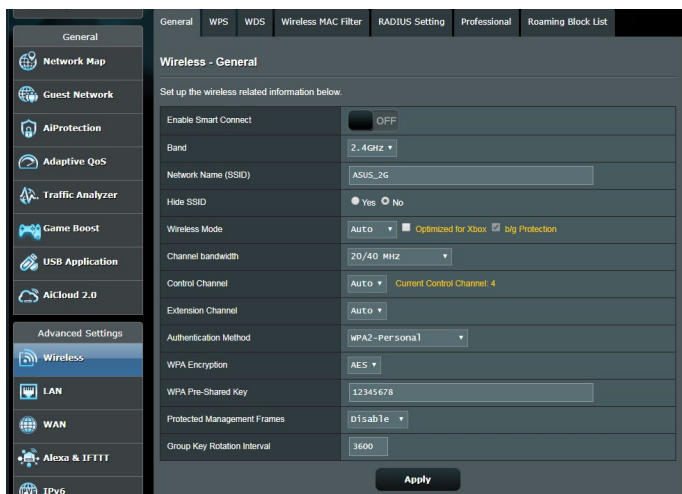 General WPS WDS Wireless MAC Filter RADIUS Setting Professional Roaming Block List
General
Network Map
Guest Network
AiProtection
Adaptive QoS
Traffic Analyzer
Game Boost
USB Application
AiCloud 2.0
Advanced Settings
Wireless
LAN
WAN
Alexa & IFTTT
IPv6
Wireless - General
Set up the wireless related information below.
Enable Smart Connect OFF
Band 2.4GHz
Network Name (SSID) ASUS_2G
Hide SSID Yes No
Wireless Mode Auto Optimized for Xbox b/g Protection
Channel bandwidth 20/40 MHz
Control Channel Auto Current Control Channel: 4
Extension Channel Auto
Authentication Method WPA2-Personal
WPA Encryption AES
WPA Pre-Shared Key 12345678
Protected Management Frames Disable
Group Key Rotation Interval 3600
Apply